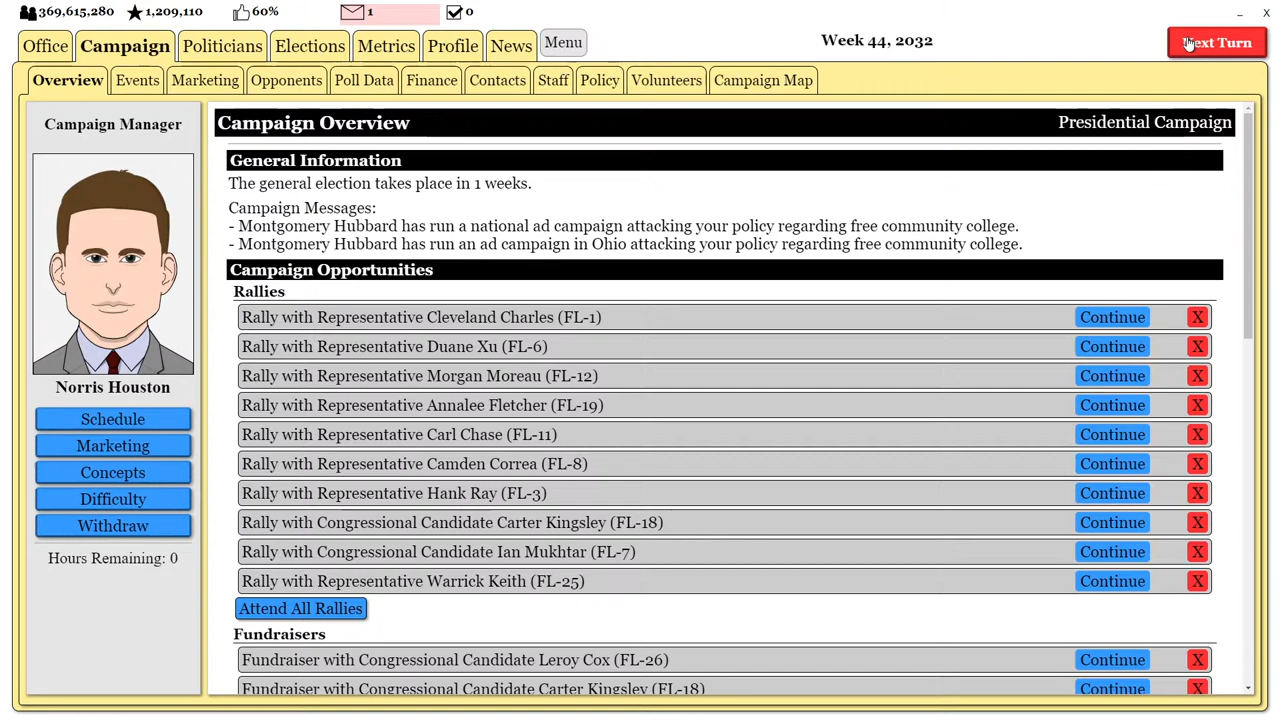 369,615,280 1,209,110 60% 1 0
_ X
Office Campaign Politicians Elections Metrics Profile News Menu Week 44, 2032 Next Turn
Overview Events Marketing Opponents Poll Data Finance Contacts Staff Policy Volunteers Campaign Map
Campaign Manager
Norris Houston
Schedule
Marketing
Concepts
Difficulty
Withdraw
Hours Remaining: 0
Campaign Overview Presidential Campaign
General Information
The general election takes place in 1 weeks.
Campaign Messages:
- Montgomery Hubbard has run a national ad campaign attacking your policy regarding free community college.
- Montgomery Hubbard has run an ad campaign in Ohio attacking your policy regarding free community college.
Campaign Opportunities
Rallies
Rally with Representative Cleveland Charles (FL-1) Continue X
Rally with Representative Duane Xu (FL-6) Continue X
Rally with Representative Morgan Moreau (FL-12) Continue X
Rally with Representative Annalee Fletcher (FL-19) Continue X
Rally with Representative Carl Chase (FL-11) Continue X
Rally with Representative Camden Correa (FL-8) Continue X
Rally with Representative Hank Ray (FL-3) Continue X
Rally with Congressional Candidate Carter Kingsley (FL-18) Continue X
Rally with Congressional Candidate Ian Mukhtar (FL-7) Continue X
Rally with Representative Warrick Keith (FL-25) Continue X
Attend All Rallies
Fundraisers
Fundraiser with Congressional Candidate Leroy Cox (FL-26) Continue X
Fundraiser with Congressional Candidate Carter Kingsley (FL-18) Continue X